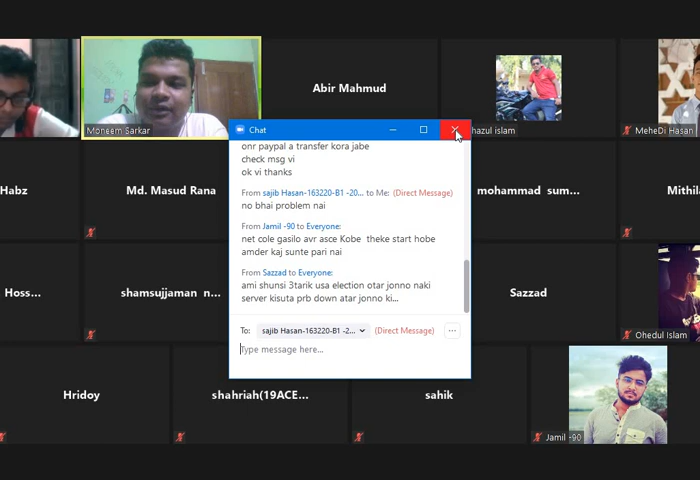 Abir Mahmud
Moneem Sarkar
Chat
hazul islam
MeheDi Hasan
onr paypal a transfer kora jabe
check msg vi
ok vi thanks
From sajib Hasan-163220-B1 -20... to Me: (Direct Message)
no bhai problem nai
From Jamil -90 to Everyone:
net cole gasilo avr asce Kobe theke start hobe
amder kaj sunte pari nai
From Sazzad to Everyone:
ami shunsi 3tarik usa election otar jonno naki
server kisuta prb down atar jonno ki...
To: sajib Hasan-163220-B1 -2... (Direct Message)
Type message here...
Habz
Md. Masud Rana
mohammad sum...
Mithila
Hoss...
shamsujjaman n...
Sazzad
Ohedul Islam
Hridoy
shahriah(19ACE...
sahik
Jamil -90